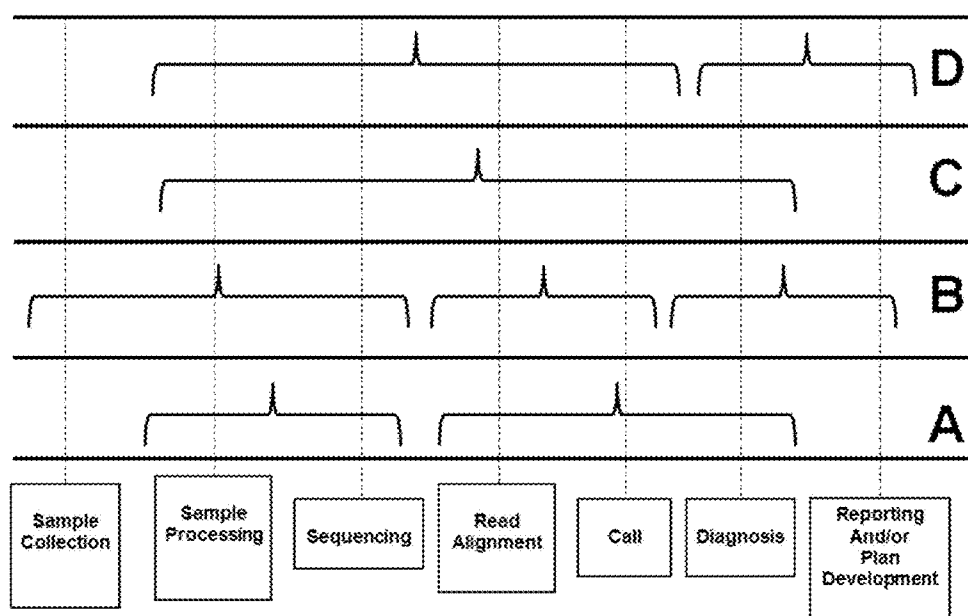 D
C
B
A
Sample
Collection
Sample
Processing
Sequencing
Read
Alignment
Call
Diagnosis
Reporting
And/or
Plan
Development